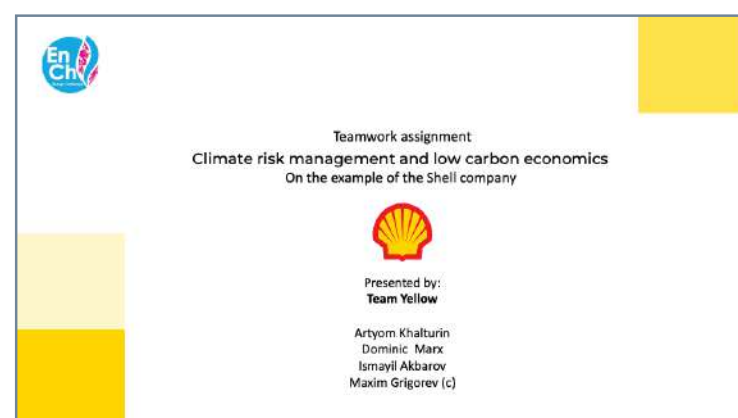 En
Ch
Teamwork assignment
Climate risk management and low carbon economics
On the example of the Shell company
Presented by:
Team Yellow
Artyom Khalturin
Dominic Marx
Ismayil Akbarov
Maxim Grigorev (c)